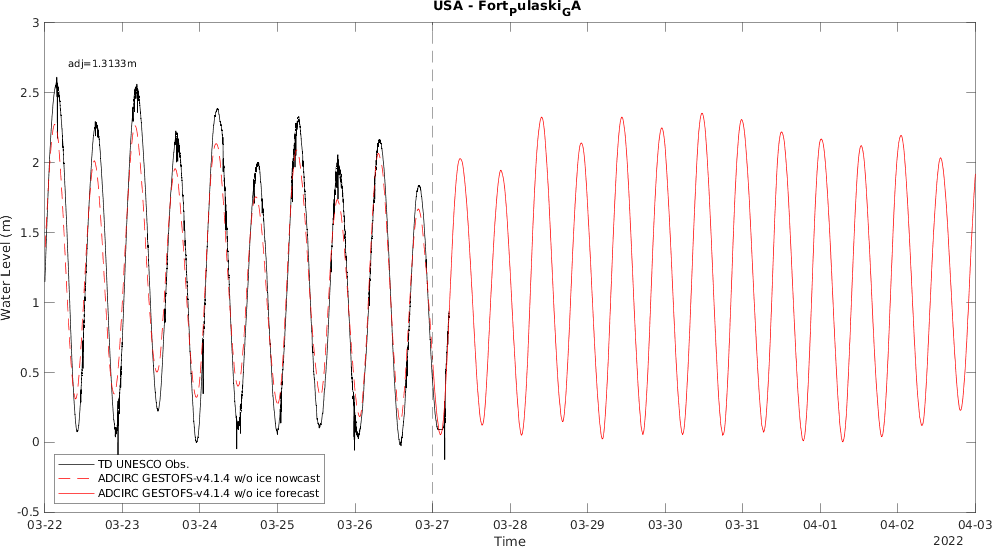 USA - FortPulaskiGA
adj=1.3133m
3
2.5
2
1.5
1
0.5
0
-0.5
Water Level (m)
TD UNESCO Obs.
ADCIRC GESTOFS-v4.1.4 w/o ice nowcast
ADCIRC GESTOFS-v4.1.4 w/o ice forecast
03-22 03-23 03-24 03-25 03-26 03-27 03-28 03-29 03-30 03-31 04-01 04-02 04-03
Time
2022